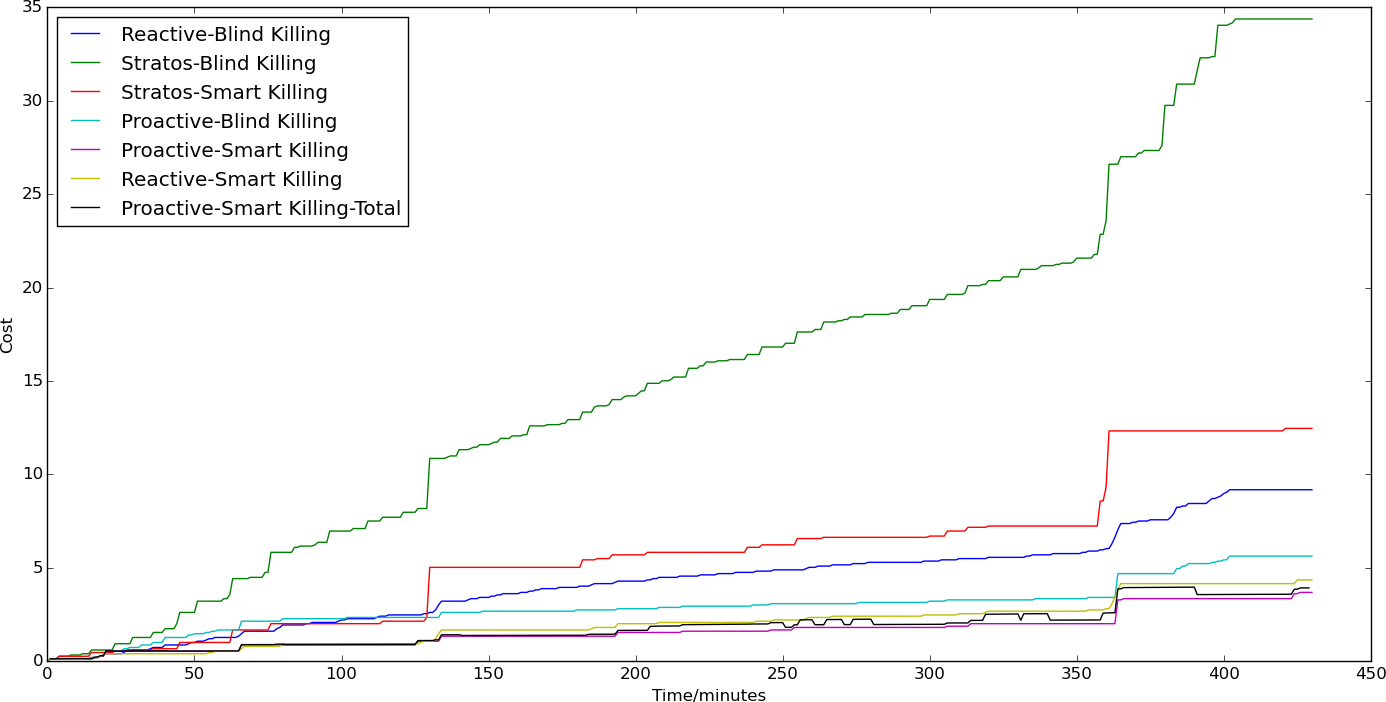 35
30
25
20
15
10
5
0
Cost
Reactive-Blind Killing
Stratos-Blind Killing
Stratos-Smart Killing
Proactive-Blind Killing
Proactive-Smart Killing
Reactive-Smart Killing
Proactive-Smart Killing-Total
0 50 100 150 200 250 300 350 400 450
Time/minutes